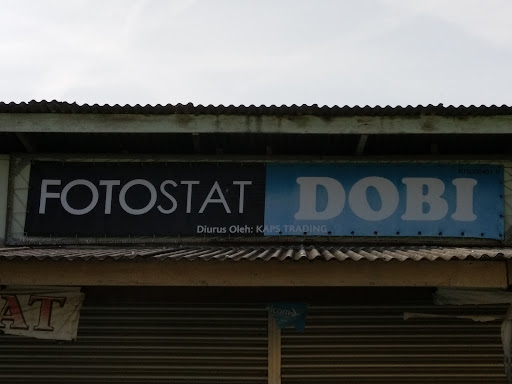 FOTOSTAT
DOBI
Diurus Oleh: KAPS TRADING
AT